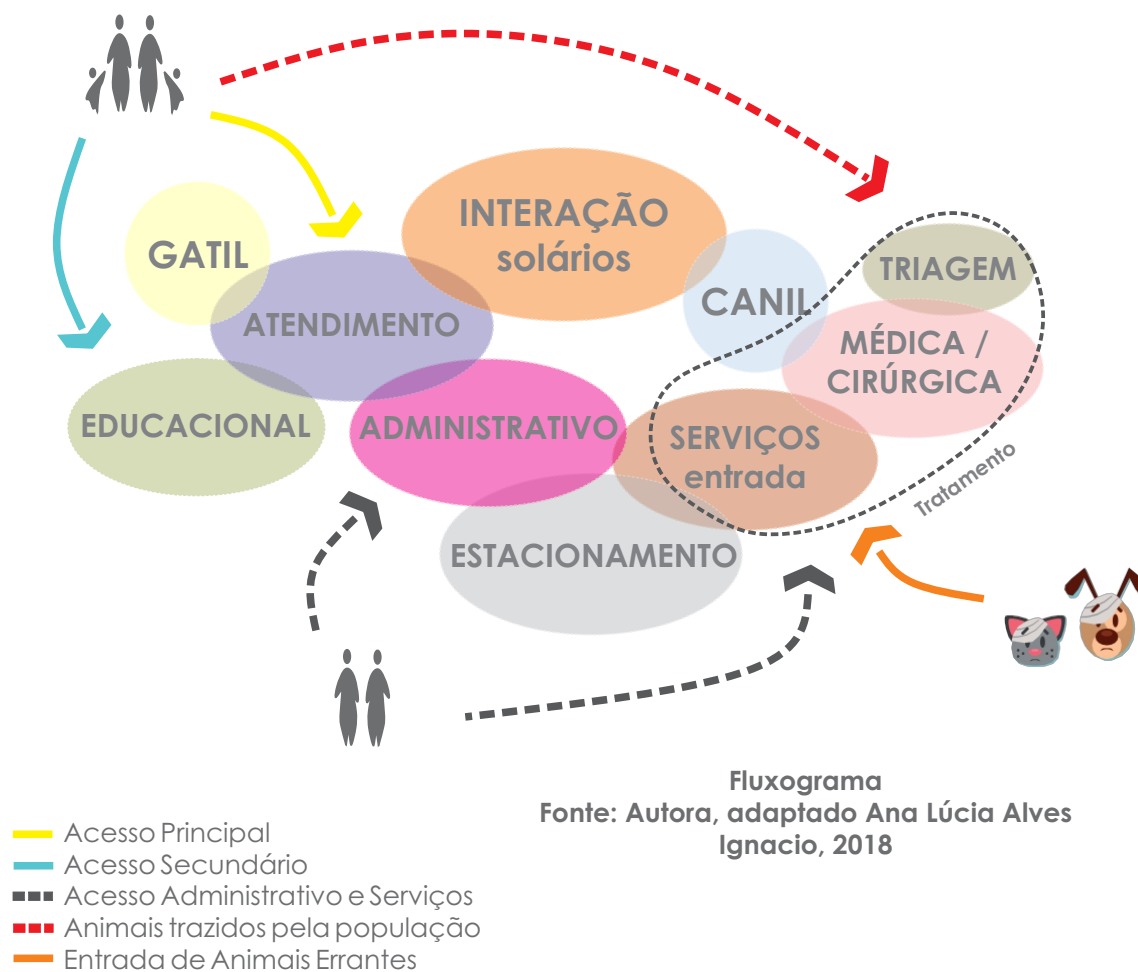 INTERAÇÃO
solários
GATIL
TRIAGEM
CANIL
ATENDIMENTO
MÉDICA /
CIRÚRGICA
EDUCACIONAL
ADMINISTRATIVO
SERVIÇOS
entrada
Tratamento
ESTACIONAMENTO
Fluxograma
Fonte: Autora, adaptado Ana Lúcia Alves
Ignacio, 2018
Acesso Principal
Acesso Secundário
Acesso Administrativo e Serviços
Animais trazidos pela população
Entrada de Animais Errantes